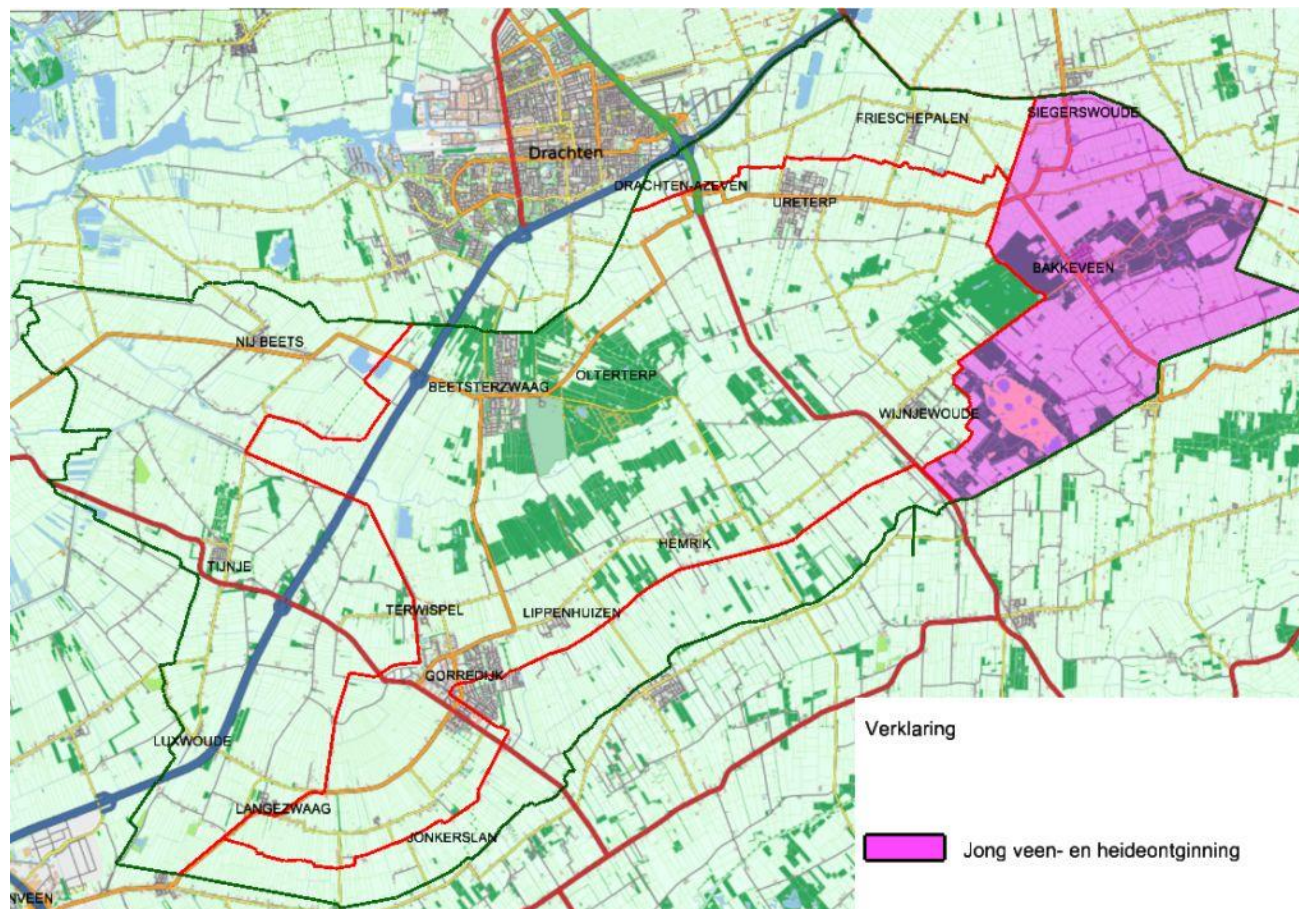 SIEGERSWOUDE
FRIESCHEPALEN
Drachten
DRACHTEN-AZEVEN
URETERP
BAKKEVEEN
NIJ BEETS
BEETSTERZWAAG
OLTERTERP
WIJNJEWOUDE
HEMRIK
TIJNJE
TERWISPEL
LIPPENHUIZEN
GORREDIJK
LUXWOUDE
LANGEZWAAG
JONKERSLAN
NVEEN
Verklaring
Jong veen- en heideontginning